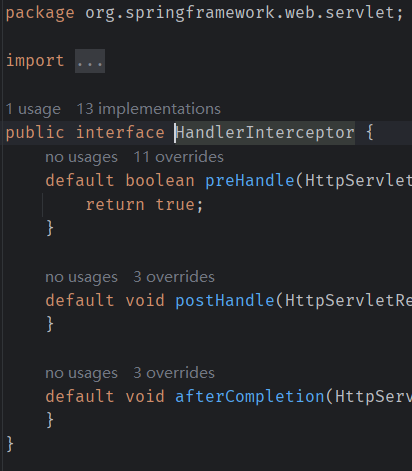 package org.springframework.web.servlet;
import ...
1 usage   13 implementations
public interface HandlerInterceptor {
no usages   11 overrides
default boolean preHandle(HttpServlet
return true;
}
no usages   3 overrides
default void postHandle(HttpServletRe
}
no usages   3 overrides
default void afterCompletion(HttpServ
}
}